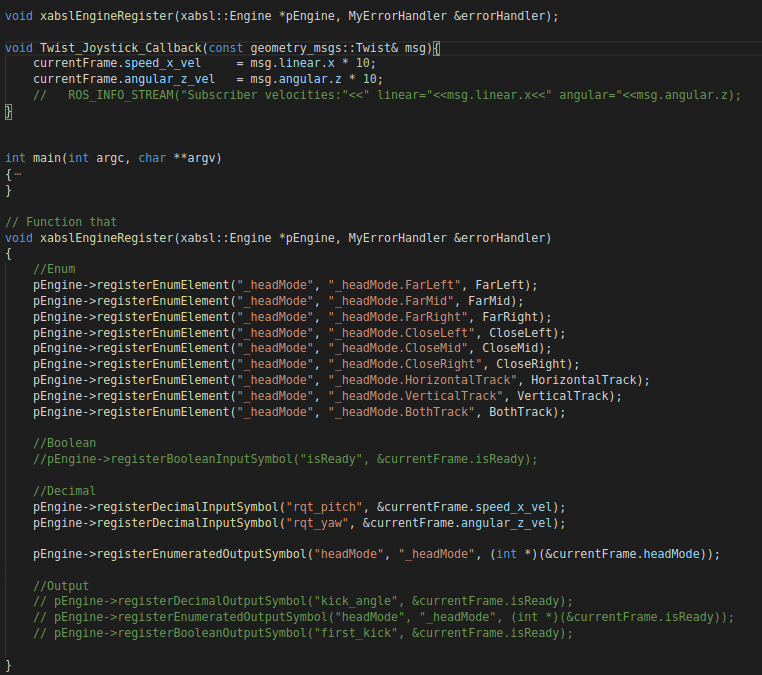 void xabslEngineRegister(xabsl::Engine *pEngine, MyErrorHandler &errorHandler);
void Twist_Joystick_Callback(const geometry_msgs::Twist& msg){
    currentFrame.speed_x_vel     = msg.linear.x * 10;
    currentFrame.angular_z_vel   = msg.angular.z * 10;
    //   ROS_INFO_STREAM("Subscriber velocities:"<<" linear="<<msg.linear.x<<" angular="<<msg.angular.z);
}
int main(int argc, char **argv)
{⋯
}
// Function that
void xabslEngineRegister(xabsl::Engine *pEngine, MyErrorHandler &errorHandler)
{
    //Enum
    pEngine->registerEnumElement("_headMode", "_headMode.FarLeft", FarLeft);
    pEngine->registerEnumElement("_headMode", "_headMode.FarMid", FarMid);
    pEngine->registerEnumElement("_headMode", "_headMode.FarRight", FarRight);
    pEngine->registerEnumElement("_headMode", "_headMode.CloseLeft", CloseLeft);
    pEngine->registerEnumElement("_headMode", "_headMode.CloseMid", CloseMid);
    pEngine->registerEnumElement("_headMode", "_headMode.CloseRight", CloseRight);
    pEngine->registerEnumElement("_headMode", "_headMode.HorizontalTrack", HorizontalTrack);
    pEngine->registerEnumElement("_headMode", "_headMode.VerticalTrack", VerticalTrack);
    pEngine->registerEnumElement("_headMode", "_headMode.BothTrack", BothTrack);
    //Boolean
    //pEngine->registerBooleanInputSymbol("isReady", &currentFrame.isReady);
    //Decimal
    pEngine->registerDecimalInputSymbol("rqt_pitch", &currentFrame.speed_x_vel);
    pEngine->registerDecimalInputSymbol("rqt_yaw", &currentFrame.angular_z_vel);
    pEngine->registerEnumeratedOutputSymbol("headMode", "_headMode", (int *)(&currentFrame.headMode));
    //Output
    // pEngine->registerDecimalOutputSymbol("kick_angle", &currentFrame.isReady);
    // pEngine->registerEnumeratedOutputSymbol("headMode", "_headMode", (int *)(&currentFrame.isReady));
    // pEngine->registerBooleanOutputSymbol("first_kick", &currentFrame.isReady);
}